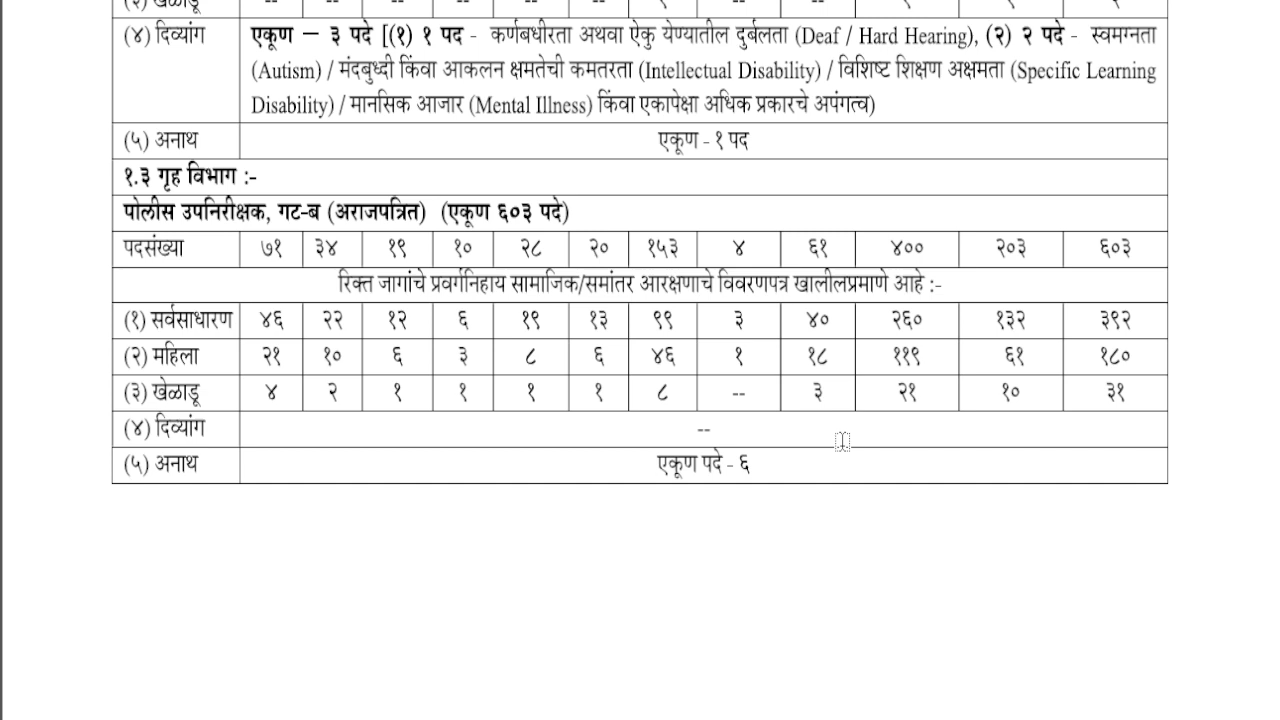 (४) दिव्यांग एकूण – ३ पदे [(१) १ पद - कर्णबधीरता अथवा ऐकु येण्यातील दुर्बलता (Deaf / Hard Hearing), (२) २ पदे - स्वमग्नता
(Autism) / मंदबुध्दी किंवा आकलन क्षमतेची कमतरता (Intellectual Disability) / विशिष्ट शिक्षण अक्षमता (Specific Learning
Disability) / मानसिक आजार (Mental Illness) किंवा एकापेक्षा अधिक प्रकारचे अपंगत्व)
(५) अनाथ एकूण - १ पद
१.३ गृह विभाग :-
पोलीस उपनिरीक्षक, गट-ब (अराजपत्रित) (एकूण ६०३ पदे)
पदसंख्या ७१ ३४ १९ १० २८ २० १५३ ४ ६१ ४०० २०३ ६०३
रिक्त जागांचे प्रवर्गनिहाय सामाजिक/समांतर आरक्षणाचे विवरणपत्र खालीलप्रमाणे आहे :-
(१) सर्वसाधारण ४६ २२ १२ ६ १९ १३ ९९ ३ ४० २६० १३२ ३९२
(२) महिला २१ १० ६ ३ ८ ६ ४६ १ १८ ११९ ६१ १८०
(३) खेळाडू ४ २ १ १ १ १ ८ -- ३ २१ १० ३१
(४) दिव्यांग --
(५) अनाथ एकूण पदे - ६